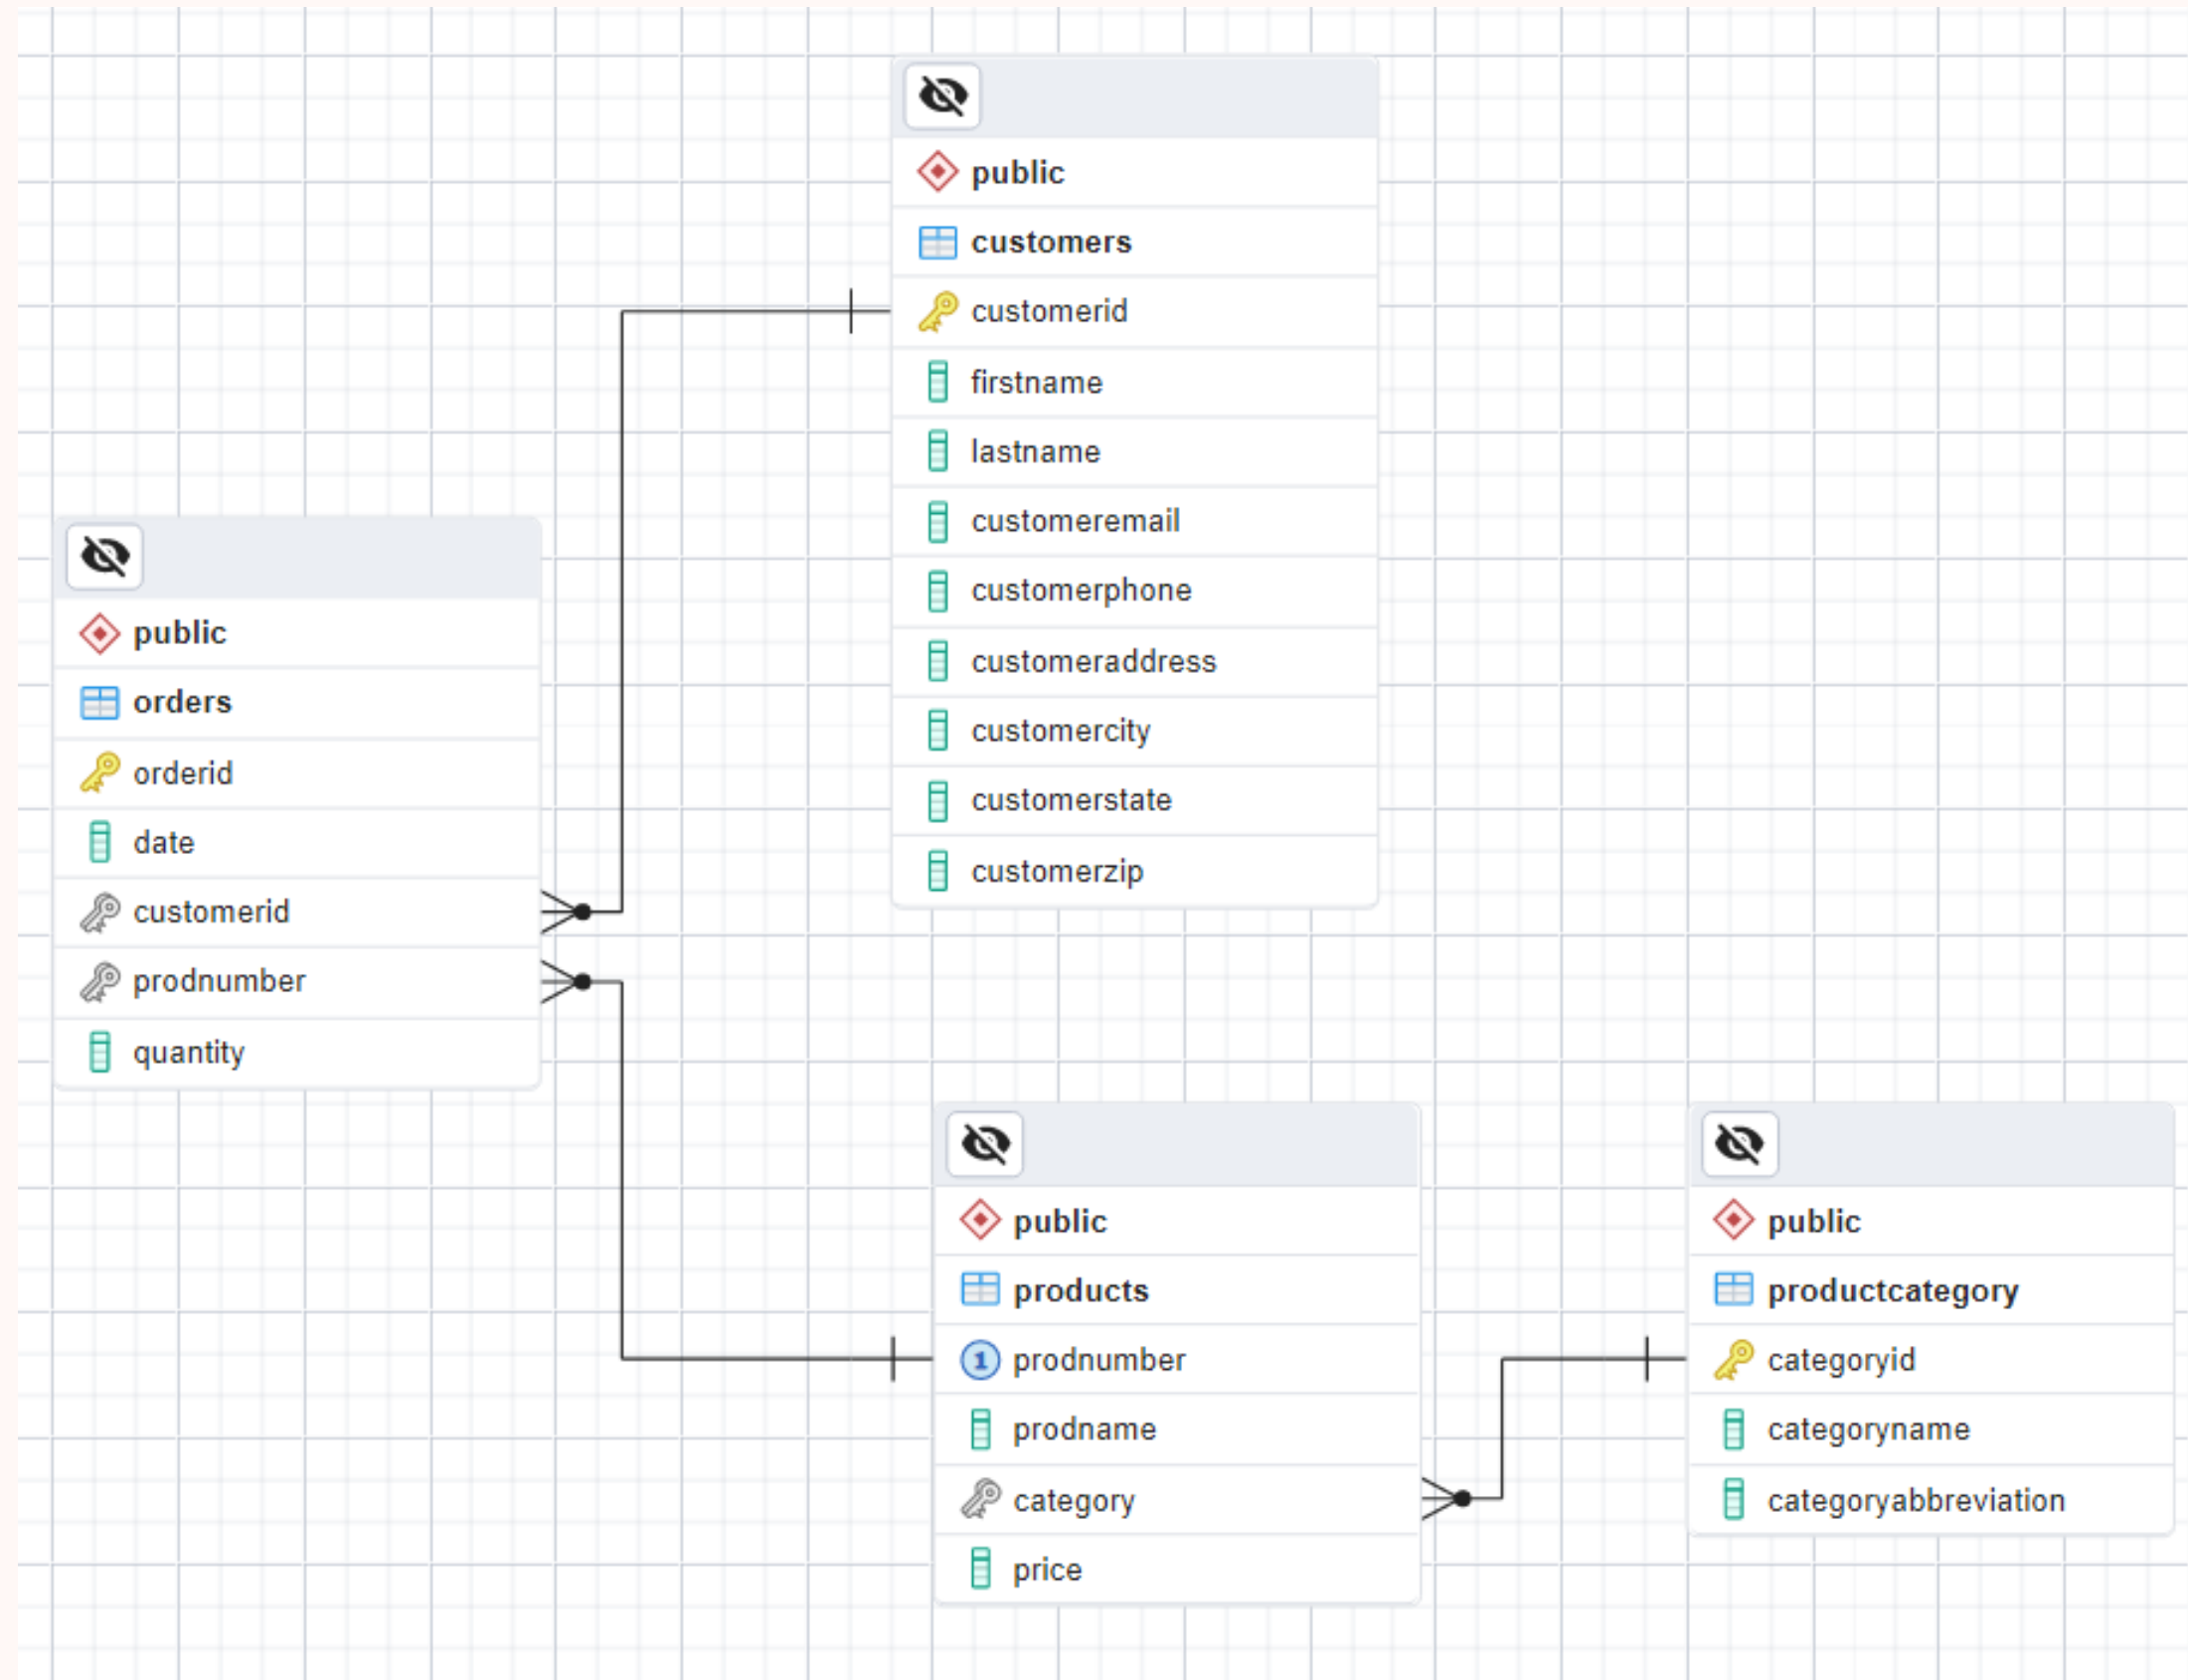 public
customers
customerid
firstname
lastname
customeremail
customerphone
customeraddress
customercity
customerstate
customerzip
public
orders
orderid
date
customerid
prodnumber
quantity
public
products
1 prodnumber
prodname
category
price
public
productcategory
categoryid
categoryname
categoryabbreviation